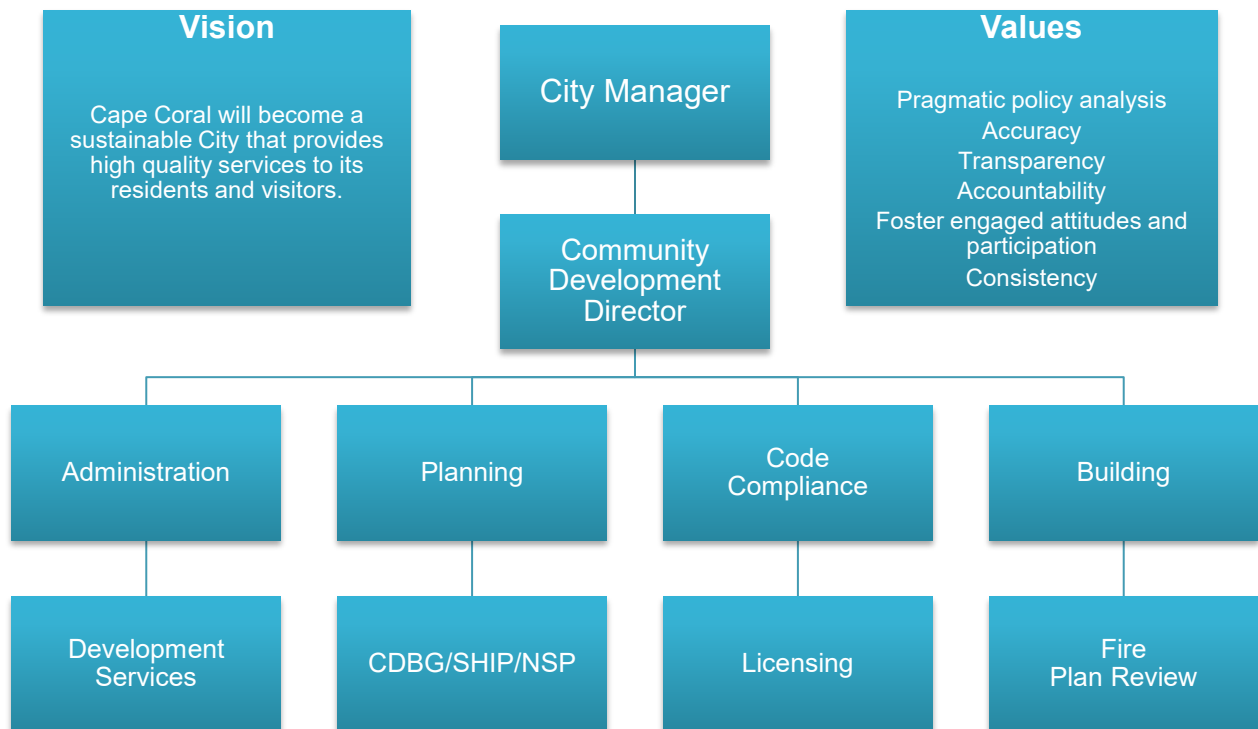 Vision
Cape Coral will become a
sustainable City that provides
high quality services to its
residents and visitors.
City Manager
Values
Pragmatic policy analysis
Accuracy
Transparency
Accountability
Foster engaged attitudes and
participation
Consistency
Community
Development
Director
Administration
Planning
Code
Compliance
Building
Development
Services
CDBG/SHIP/NSP
Licensing
Fire
Plan Review